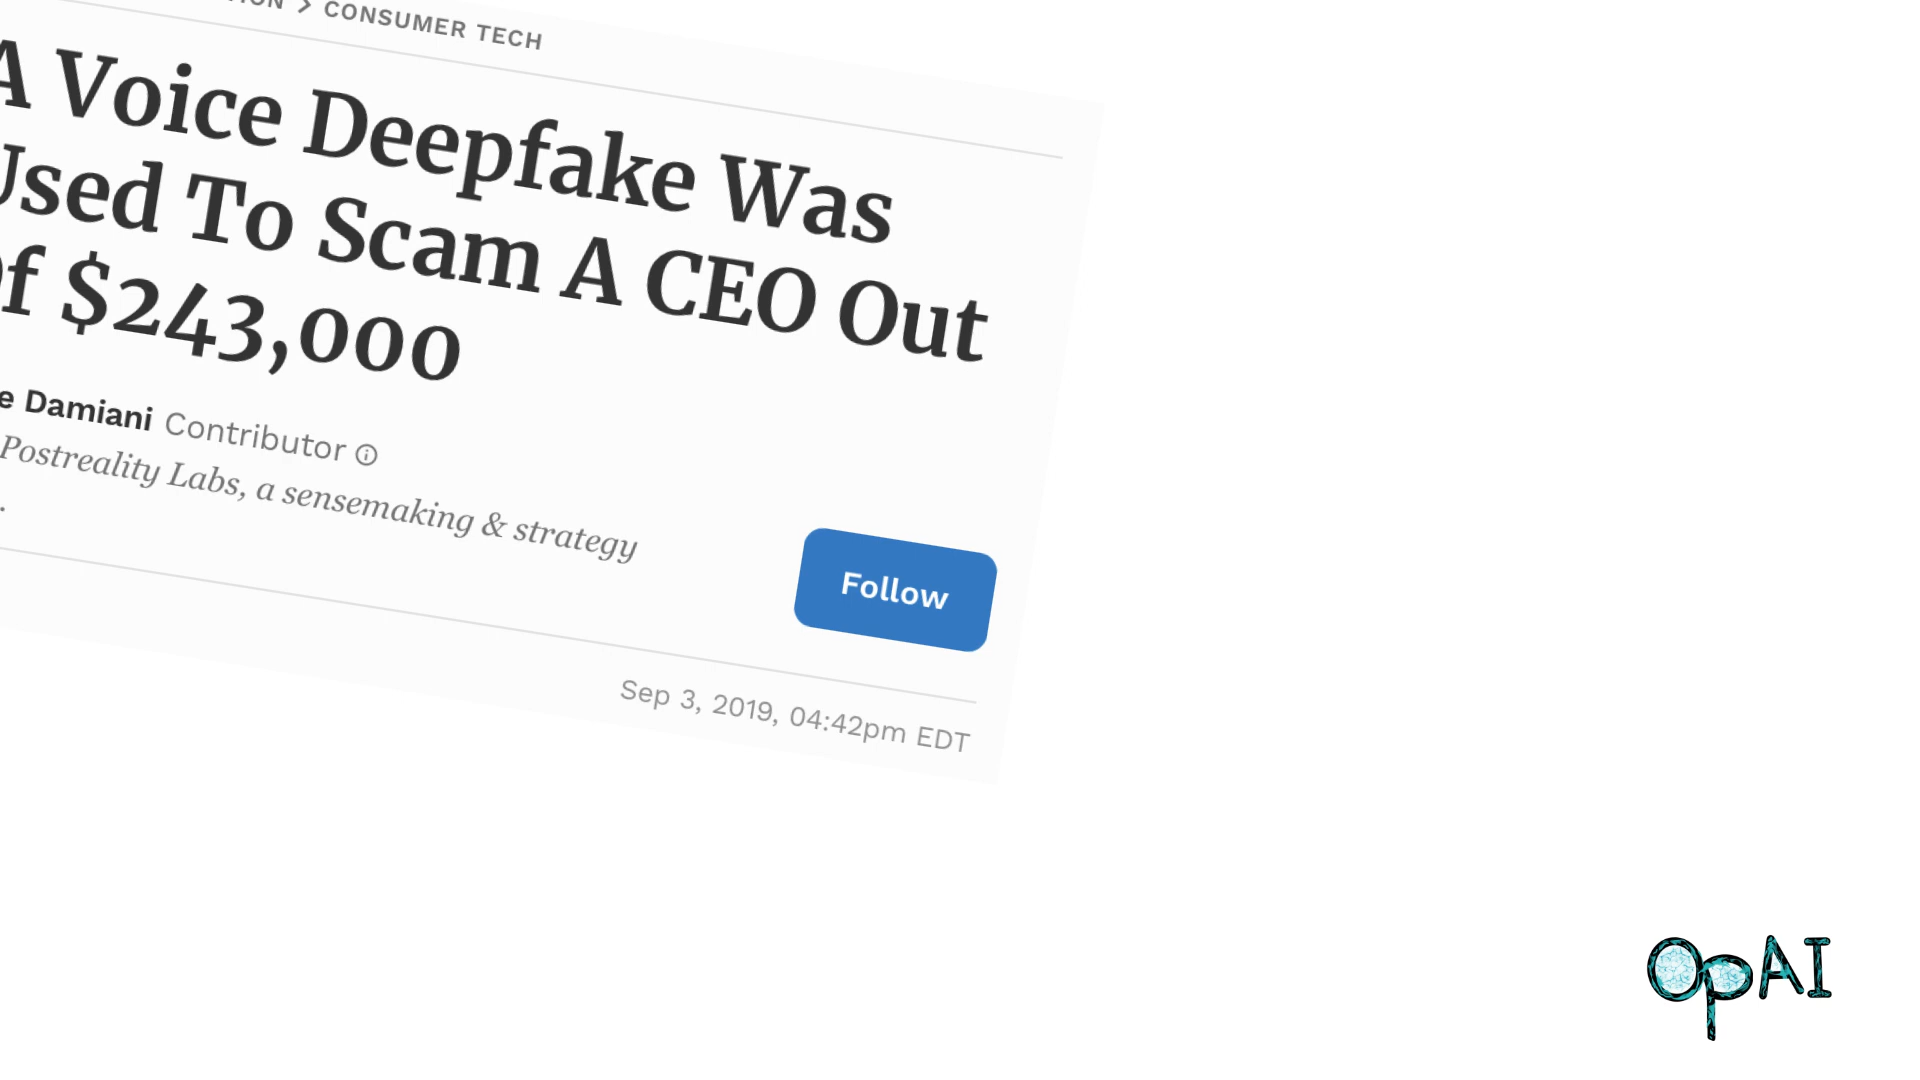 CONSUMER TECH
A Voice Deepfake Was
Used To Scam A CEO Out
Of $243,000
Damiani Contributor
Postreality Labs, a sensemaking & strategy
Follow
Sep 3, 2019, 04:42pm EDT
OpAI